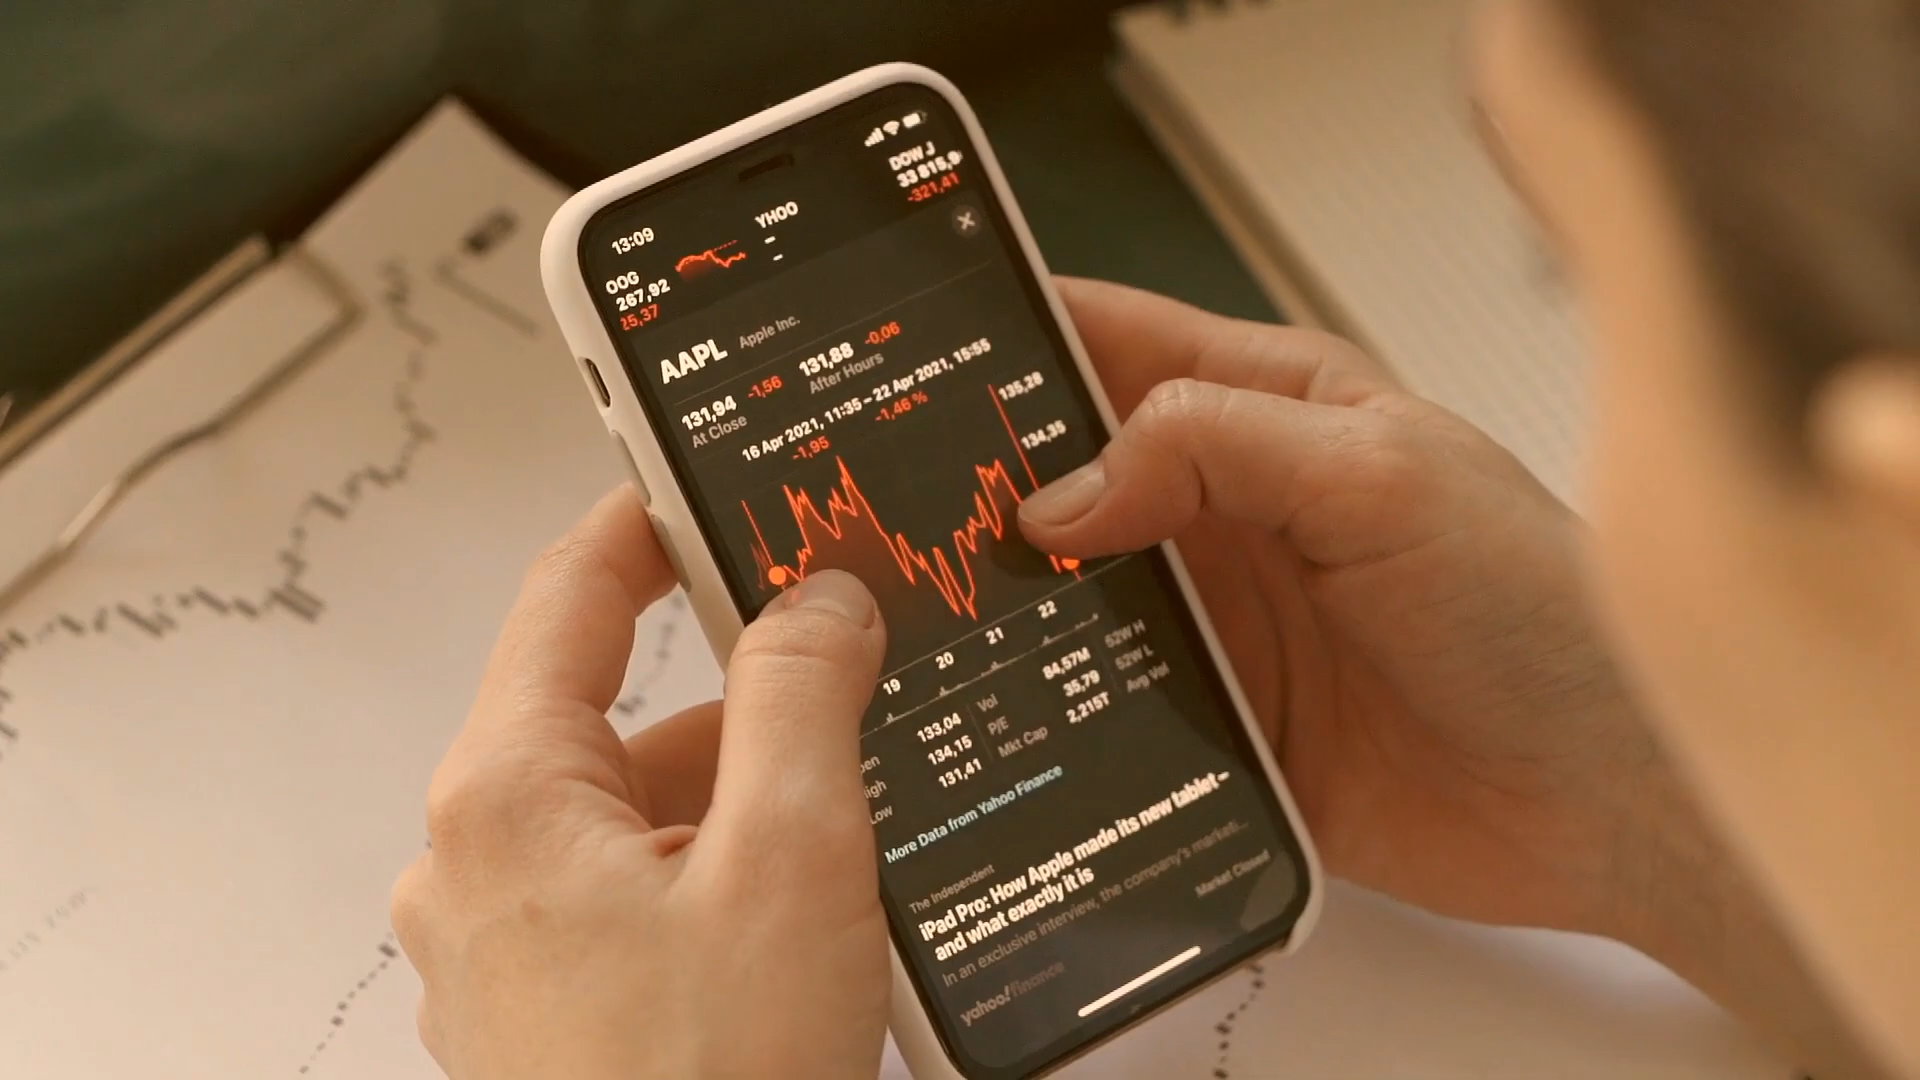 13:09
DOW J
33 815,9
-321,41
YHOO
OOG
267,92
25,37
AAPL Apple Inc.
131,94 -1,56 131,88 -0,06
At Close After Hours
16 Apr 2021, 11:35 – 22 Apr 2021, 15:55
-1,95 -1,46 %
135,28
134,35
19 20 21 22
pen 133,04 Vol 84,57M 52W H
igh 134,15 P/E 35,79 52W L
Low 131,41 Mkt Cap 2,215T Avg Vol
More Data from Yahoo Finance
The Independent
iPad Pro: How Apple made its new tablet –
and what exactly it is
In an exclusive interview, the company's marketi...
yahoo!finance Market Closed